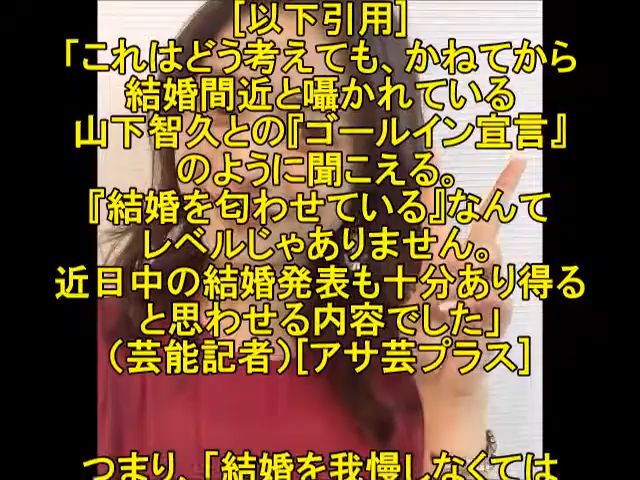 [以下引用]
「これはどう考えても、かねてから
結婚間近と囁かれている
山下智久との『ゴールイン宣言』
のように聞こえる。
『結婚を匂わせている』なんて
レベルじゃありません。
近日中の結婚発表も十分あり得る
と思わせる内容でした」
（芸能記者）[アサ芸プラス]
つまり、「結婚を我慢しなくては